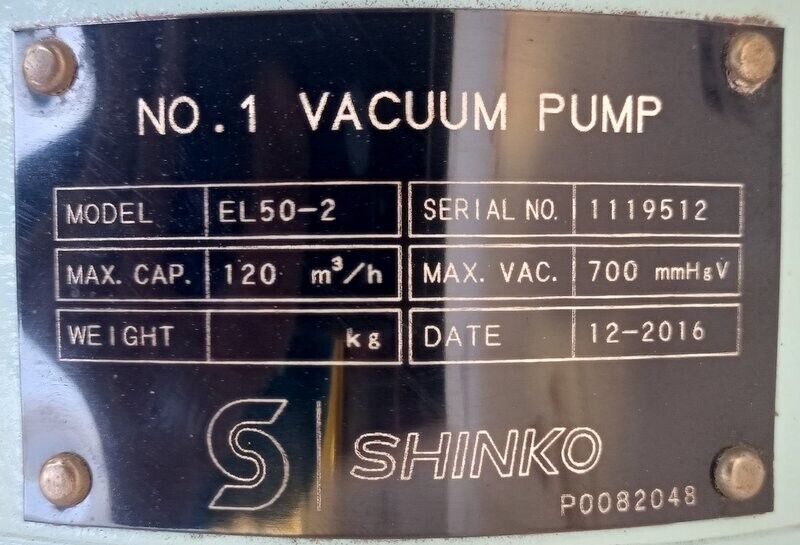 NO.1 VACUUM PUMP
MODEL EL50-2 SERIAL NO. 1119512
MAX. CAP. 120 m³/h MAX. VAC. 700 mmHgV
WEIGHT kg DATE 12-2016
S SHINKO
P0082048